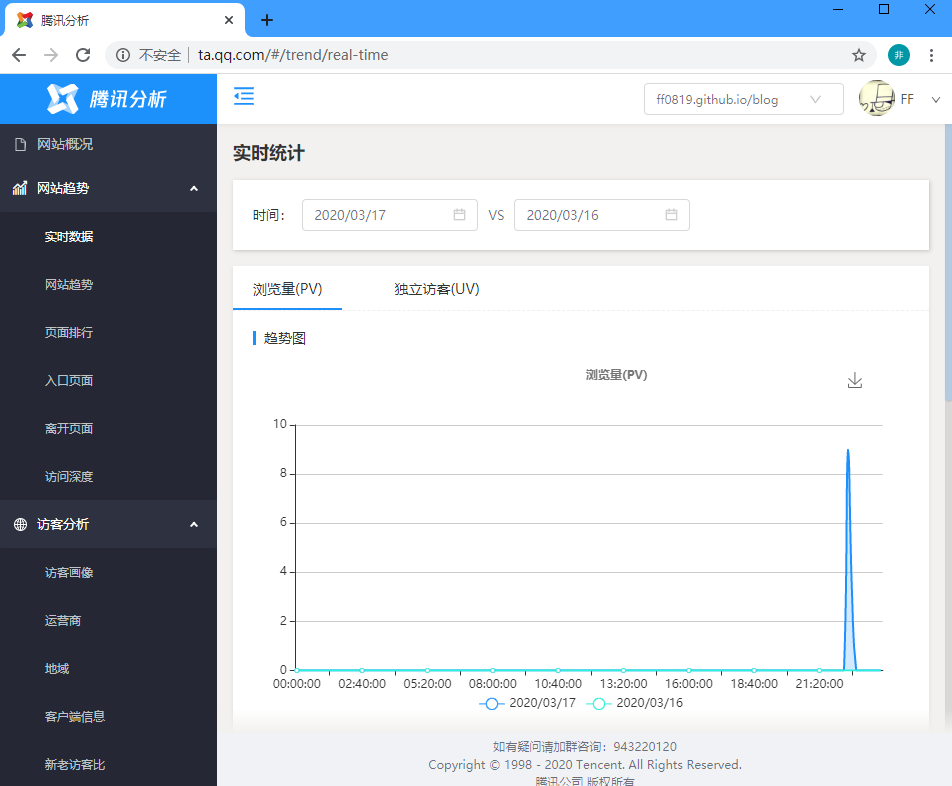 腾讯分析
不安全 ta.qq.com/#/trend/real-time 非
腾讯分析
ff0819.github.io/blog FF
网站概况
网站趋势
实时数据
网站趋势
页面排行
入口页面
离开页面
访问深度
访客分析
访客画像
运营商
地域
客户端信息
新老访客比
实时统计
时间: 2020/03/17 VS 2020/03/16
浏览量(PV) 独立访客(UV)
趋势图
浏览量(PV)
10
8
6
4
2
0
00:00:00 02:40:00 05:20:00 08:00:00 10:40:00 13:20:00 16:00:00 18:40:00 21:20:00
2020/03/17 2020/03/16
如有疑问请加群咨询: 943220120
Copyright © 1998 - 2020 Tencent. All Rights Reserved.
腾讯公司 版权所有